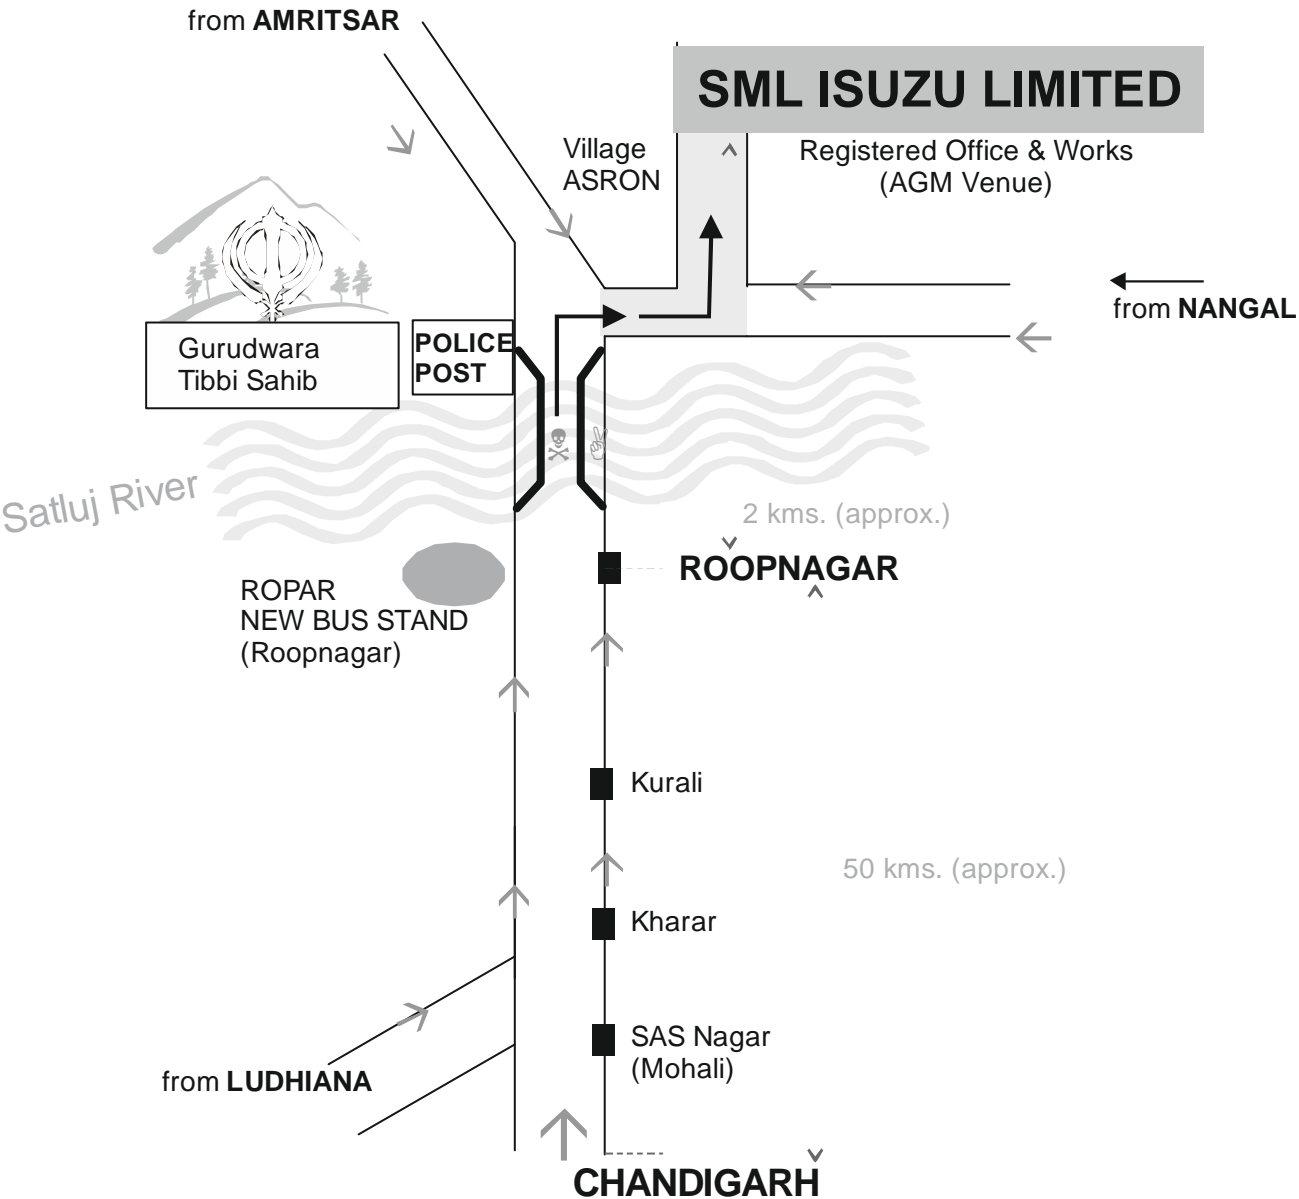 from AMRITSAR
SML ISUZU LIMITED
Village
ASRON
Registered Office & Works
(AGM Venue)
from NANGAL
Gurudwara
Tibbi Sahib
POLICE
POST
Satluj River
2 kms. (approx.)
ROOPNAGAR
ROPAR
NEW BUS STAND
(Roopnagar)
Kurali
50 kms. (approx.)
Kharar
SAS Nagar
(Mohali)
from LUDHIANA
CHANDIGARH